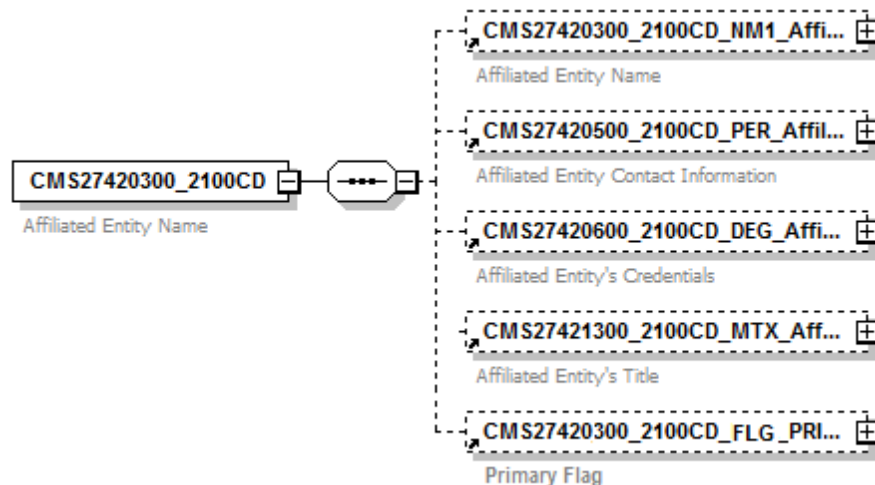 CMS27420300_2100CD_NM1_Affi...
Affiliated Entity Name
CMS27420500_2100CD_PER_Affil...
Affiliated Entity Contact Information
CMS27420300_2100CD
Affiliated Entity Name
CMS27420600_2100CD_DEG_Affi...
Affiliated Entity's Credentials
CMS27421300_2100CD_MTX_Aff...
Affiliated Entity's Title
CMS27420300_2100CD_FLG_PRI...
Primary Flag